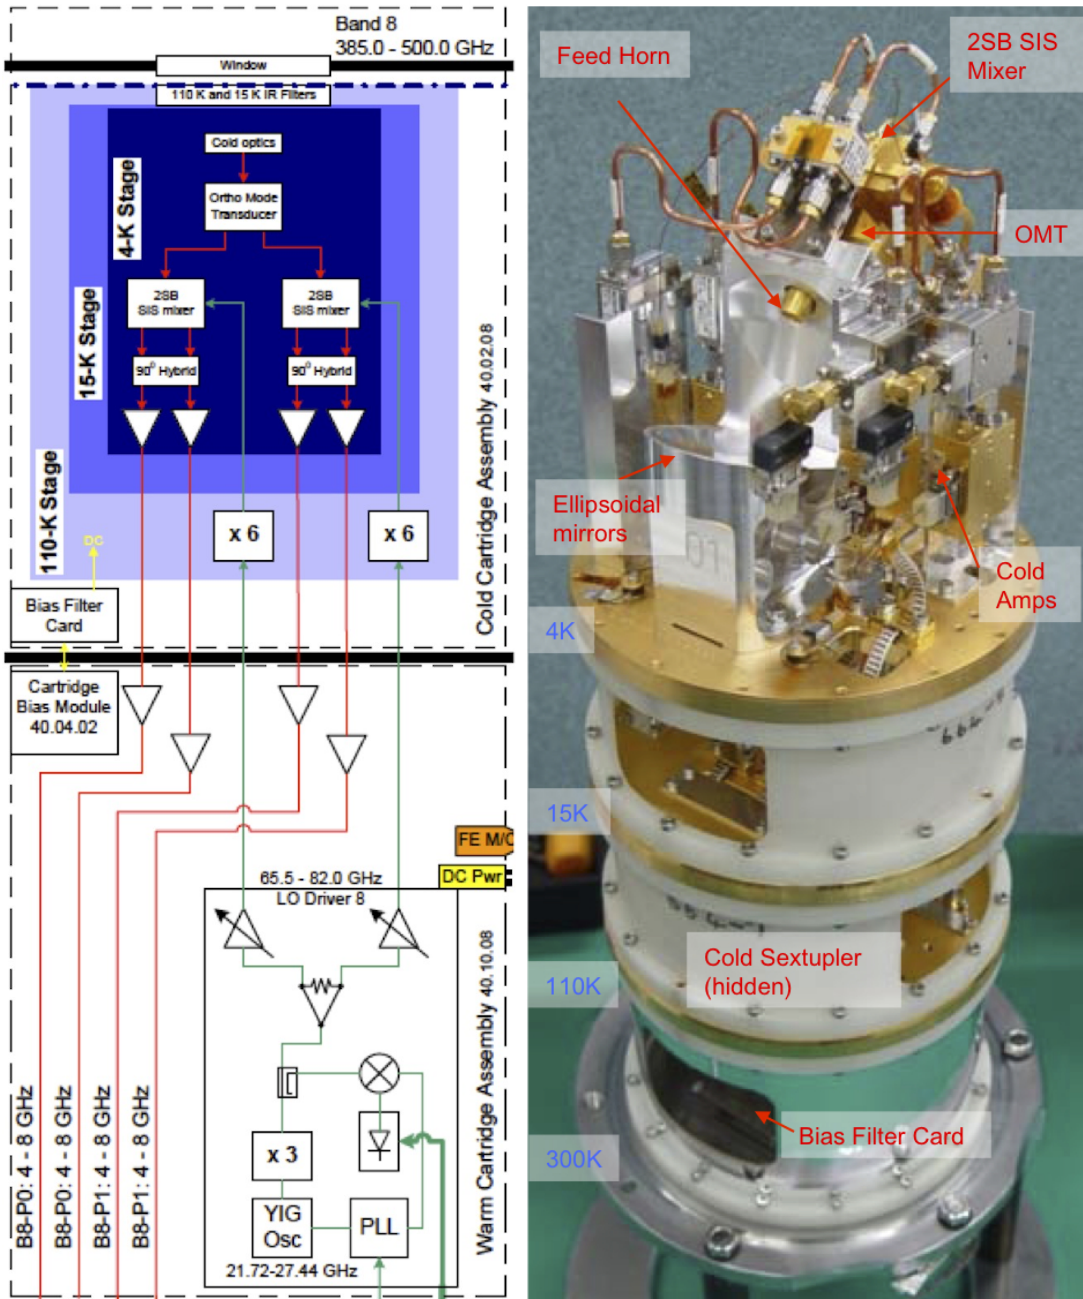 Band 8
385.0 - 500.0 GHz
Window
110 K and 15 K IR Filters
Cold optics
Ortho Mode
Transducer
4-K Stage
2SB
SIS mixer
2SB
SIS mixer
15-K Stage
90⁰ Hybrid
90⁰ Hybrid
110-K Stage
x 6
x 6
DC
Bias Filter
Card
Cold Cartridge Assembly 40.02.08
Cartridge
Bias Module
40.04.02
FE M/C
DC Pwr
65.5 - 82.0 GHz
LO Driver 8
x 3
YIG
Osc
PLL
21.72-27.44 GHz
B8-P0: 4 - 8 GHz
B8-P0: 4 - 8 GHz
B8-P1: 4 - 8 GHz
B8-P1: 4 - 8 GHz
Warm Cartridge Assembly 40.10.08
Feed Horn
2SB SIS
Mixer
OMT
Ellipsoidal
mirrors
01
Cold
Amps
4K
15K
Cold Sextupler
(hidden)
110K
Bias Filter Card
300K